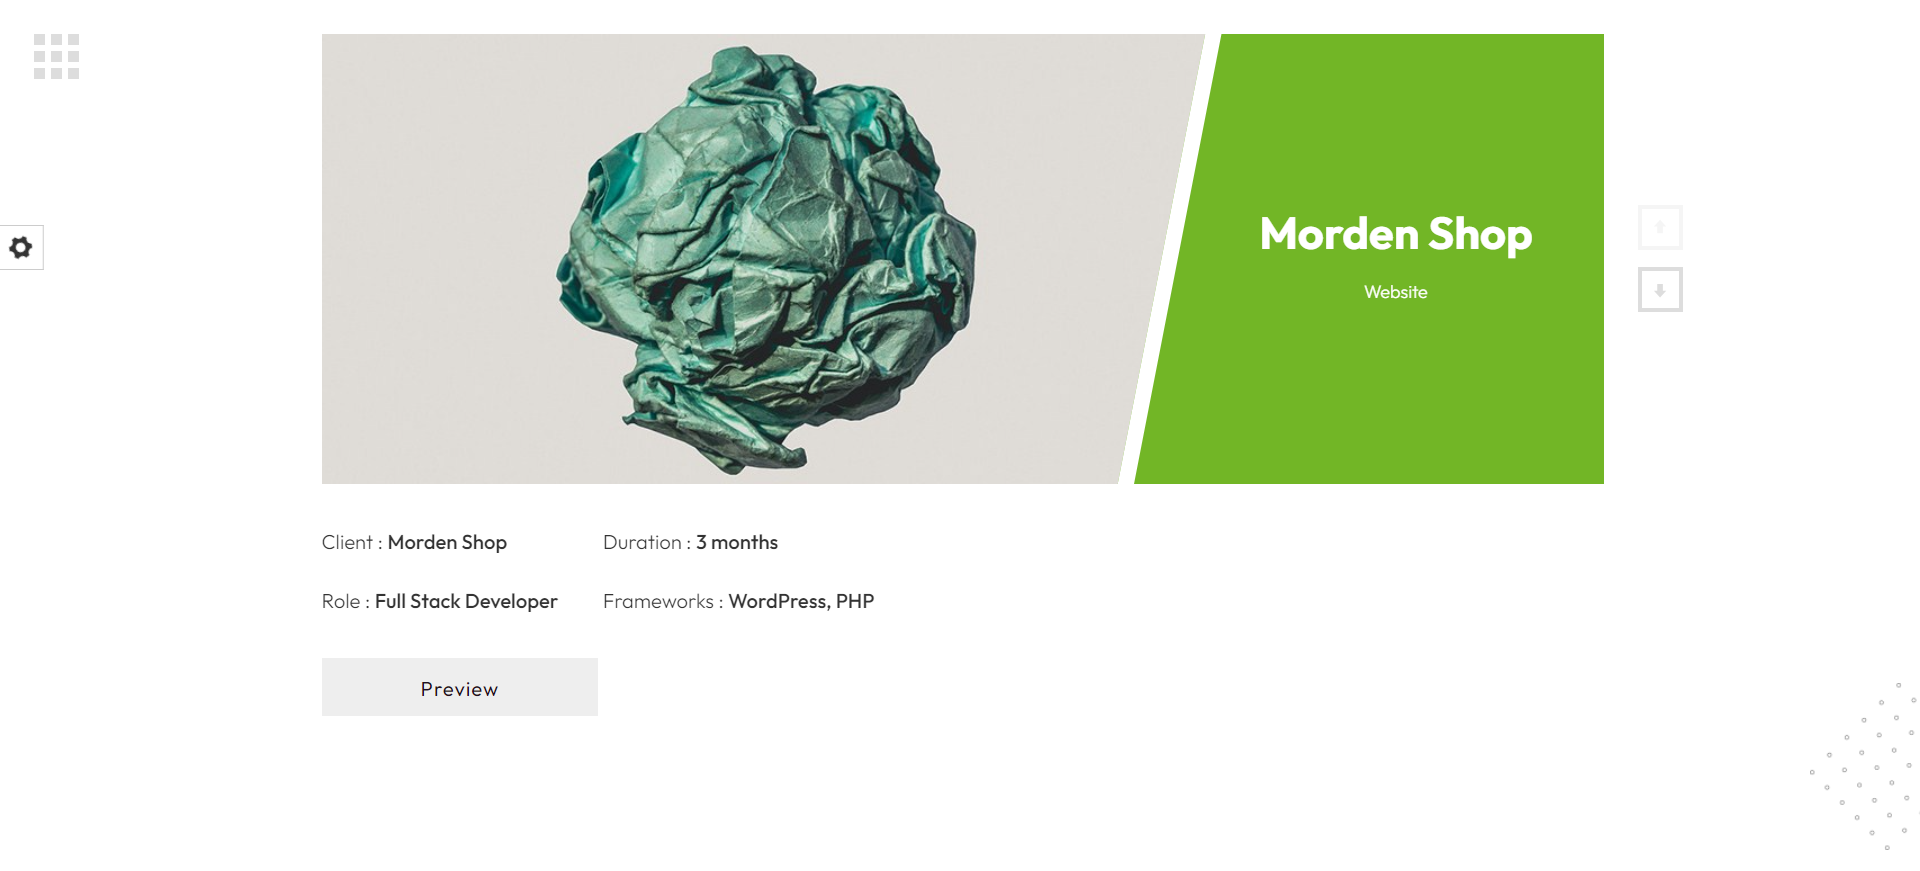 Morden Shop
Website
Client : Morden Shop
Duration : 3 months
Role : Full Stack Developer
Frameworks : WordPress, PHP
Preview